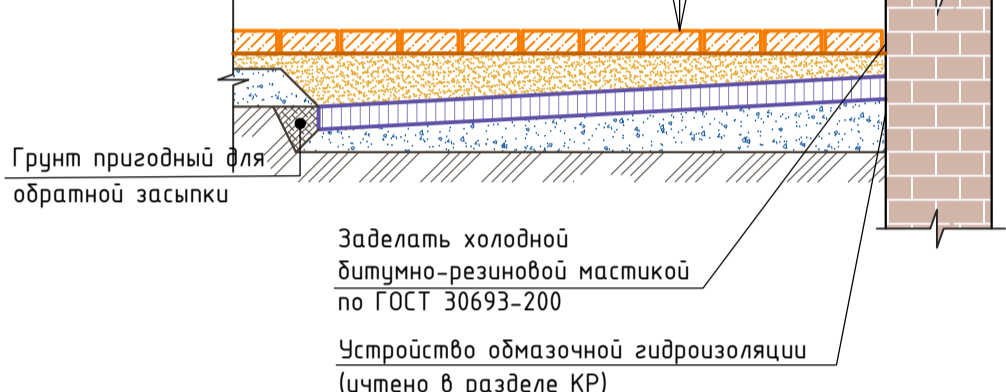 Грунт пригодный для
обратной засыпки
Заделать холодной
битумно-резиновой мастикой
по ГОСТ 30693-200
Устройство обмазочной гидроизоляции
(учтено в разделе КР)